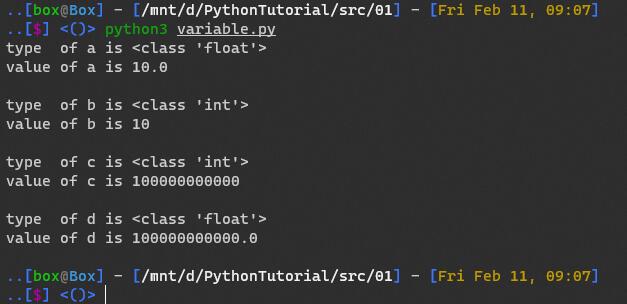 ..[box@Box] - [/mnt/d/PythonTutorial/src/01] - [Fri Feb 11, 09:07]
..[$] <()> python3 variable.py
type  of a is <class 'float'>
value of a is 10.0
type  of b is <class 'int'>
value of b is 10
type  of c is <class 'int'>
value of c is 100000000000
type  of d is <class 'float'>
value of d is 100000000000.0
..[box@Box] - [/mnt/d/PythonTutorial/src/01] - [Fri Feb 11, 09:07]
..[$] <()>